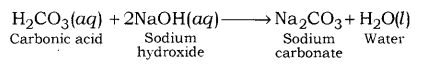 H₂CO₃(aq) + 2NaOH(aq) ⟶ Na₂CO₃ + H₂O(l)
Carbonic acid Sodium hydroxide Sodium carbonate Water